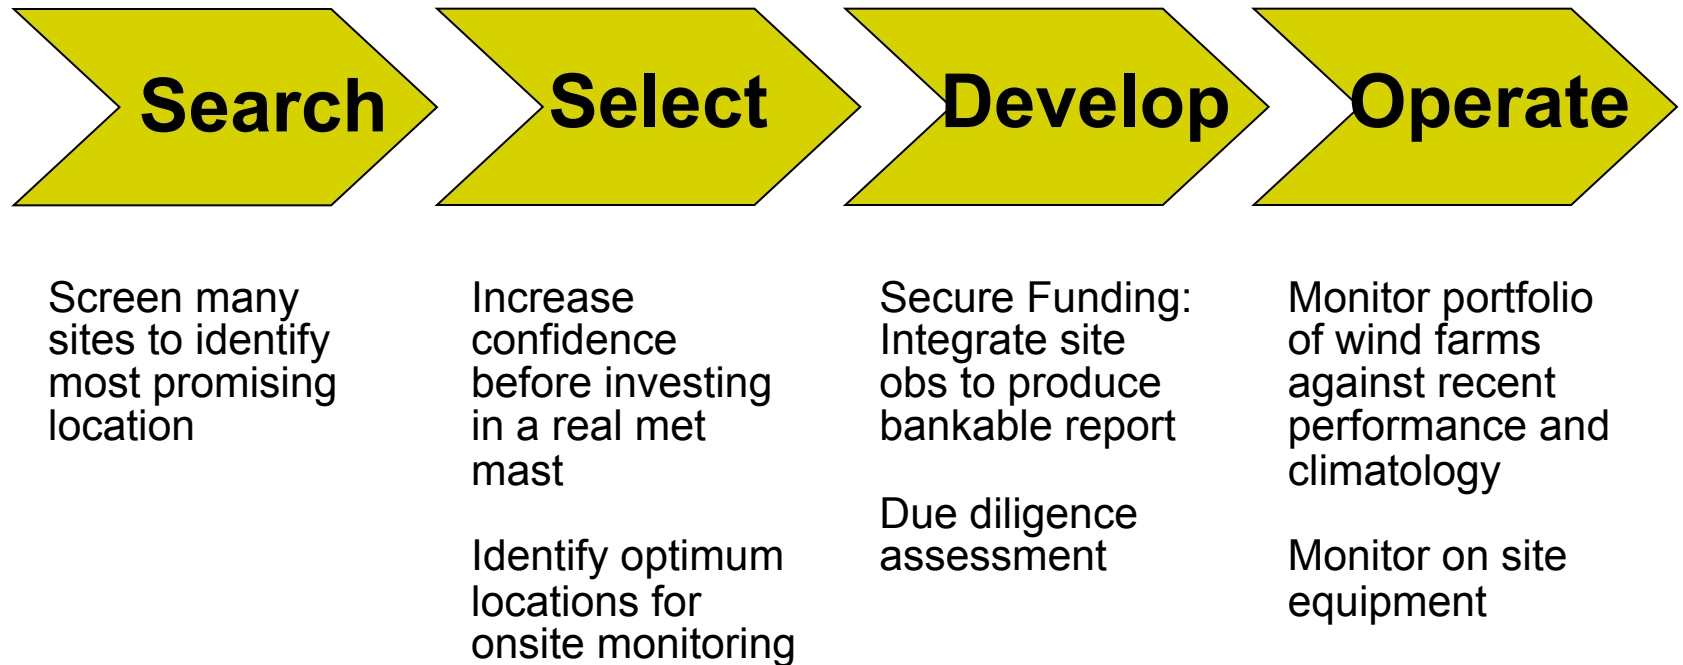 Search
Select
Develop
Operate
Screen many
sites to identify
most promising
location
Increase
confidence
before investing
in a real met
mast
Identify optimum
locations for
onsite monitoring
Secure Funding:
Integrate site
obs to produce
bankable report
Due diligence
assessment
Monitor portfolio
of wind farms
against recent
performance and
climatology
Monitor on site
equipment